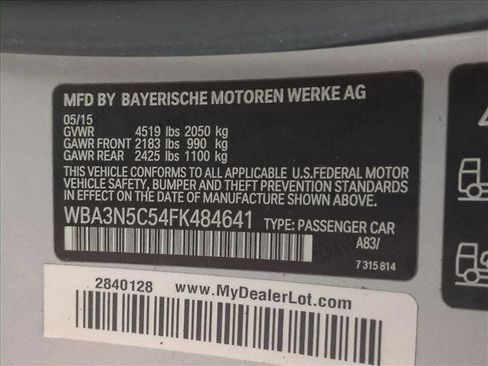 MFD BY BAYERISCHE MOTOREN WERKE AG
05/15
GVWR 4519 lbs 2050 kg
GAWR FRONT 2183 lbs 990 kg
GAWR REAR 2425 lbs 1100 kg
THIS VEHICLE CONFORMS TO ALL APPLICABLE U.S.FEDERAL MOTOR
VEHICLE SAFETY, BUMPER AND THEFT PREVENTION STANDARDS
IN EFFECT ON THE DATE OF MANUFACTURE SHOWN ABOVE.
WBA3N5C54FK484641 TYPE: PASSENGER CAR
A83/
7 315 814
2840128 www.MyDealerLot.com